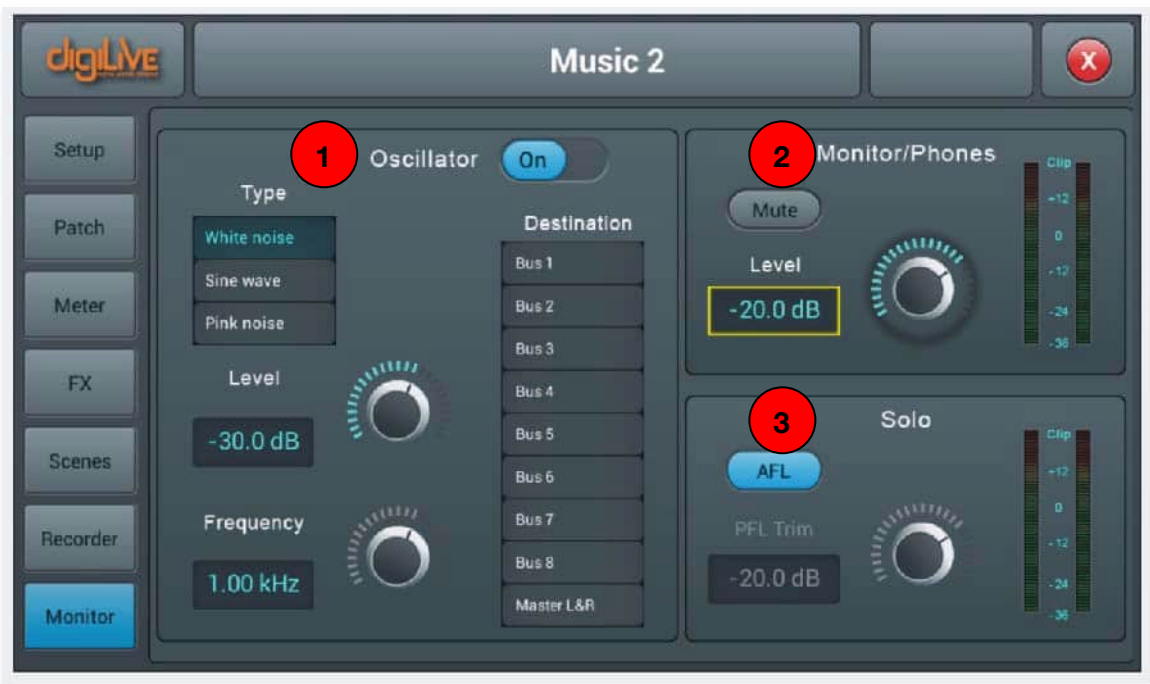 digiLivE
Music 2
X
Setup
Patch
Meter
FX
Scenes
Recorder
Monitor
1
Oscillator
On
Type
White noise
Sine wave
Pink noise
Level
-30.0 dB
Frequency
1.00 kHz
Destination
Bus 1
Bus 2
Bus 3
Bus 4
Bus 5
Bus 6
Bus 7
Bus 8
Master L&R
2
Monitor/Phones
Mute
Level
-20.0 dB
Clip
+12
0
-12
-24
-36
3
Solo
AFL
PFL Trim
-20.0 dB
Clip
+12
0
-12
-24
-36